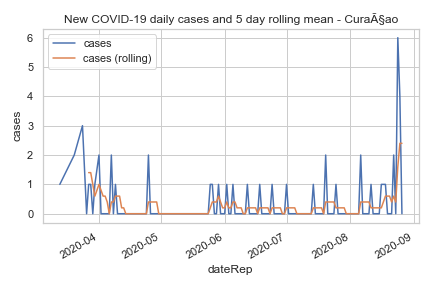 New COVID-19 daily cases and 5 day rolling mean - CuraÃ§ao
cases
cases (rolling)
6
5
4
3
2
1
0
cases
2020-04
2020-05
2020-06
2020-07
2020-08
2020-09
dateRep